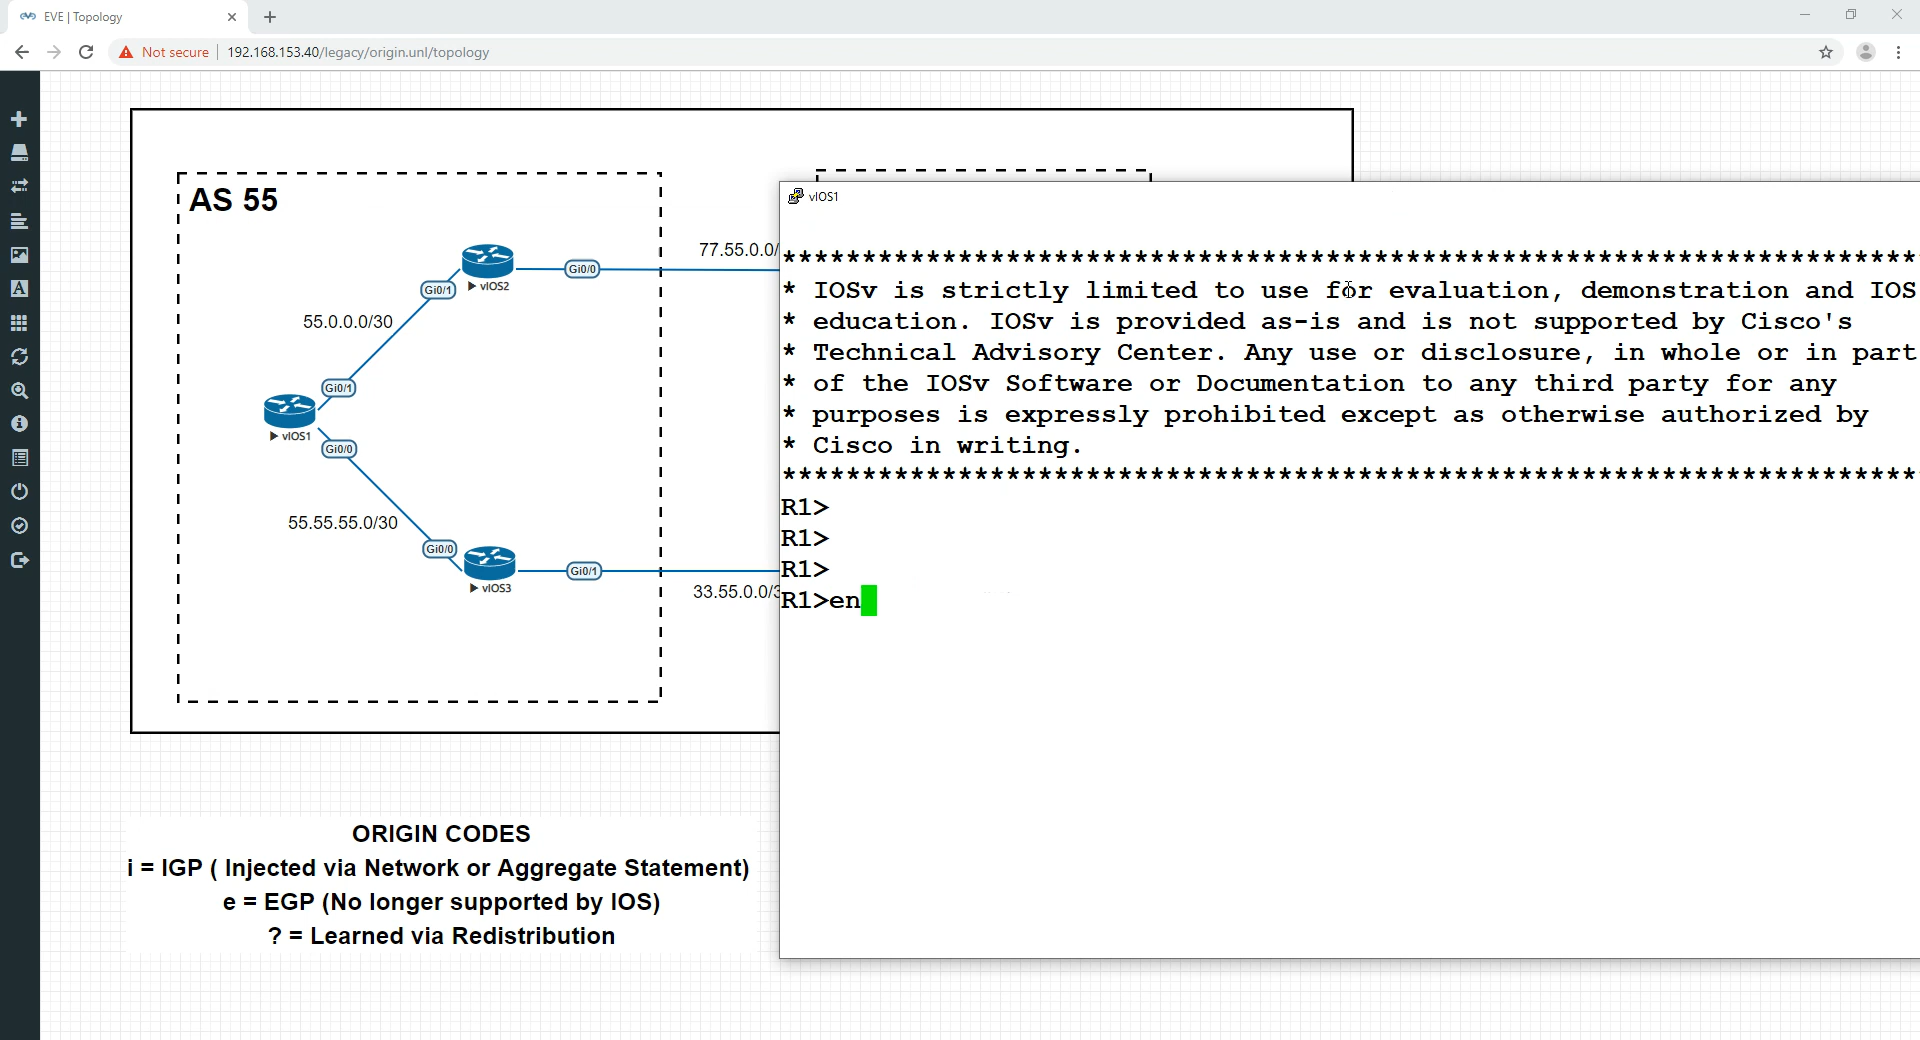 EVE | Topology
Not secure
192.168.153.40/legacy/origin.unl/topology
AS 55
77.55.0.0/
Gi0/0
vIOS2
Gi0/1
55.0.0.0/30
Gi0/1
vIOS1
Gi0/0
55.55.55.0/30
Gi0/0
Gi0/1
vIOS3
33.55.0.0/3
vIOS1
***********************************************************************
* IOSv is strictly limited to use for evaluation, demonstration and IOS
* education. IOSv is provided as-is and is not supported by Cisco's
* Technical Advisory Center. Any use or disclosure, in whole or in part
* of the IOSv Software or Documentation to any third party for any
* purposes is expressly prohibited except as otherwise authorized by
* Cisco in writing.
***********************************************************************
R1>
R1>
R1>
R1>en
ORIGIN CODES
i = IGP ( Injected via Network or Aggregate Statement)
e = EGP (No longer supported by IOS)
? = Learned via Redistribution